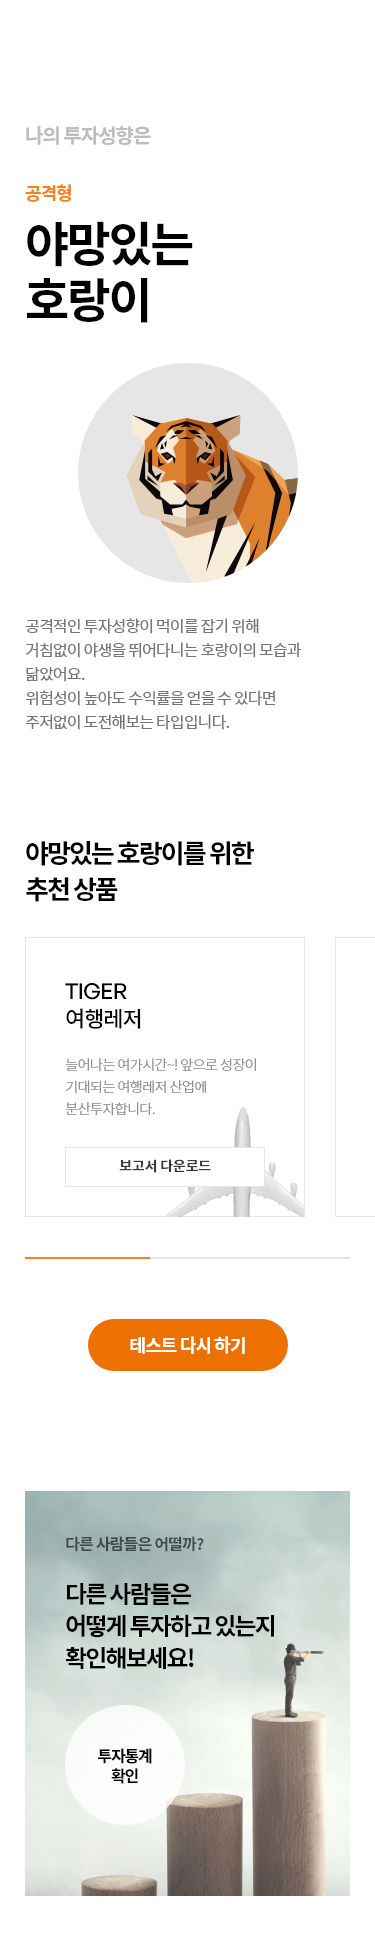 나의 투자성향은
공격형
야망있는
호랑이
공격적인 투자성향이 먹이를 잡기 위해
거침없이 야생을 뛰어다니는 호랑이의 모습과
닮았어요.
위험성이 높아도 수익률을 얻을 수 있다면
주저없이 도전해보는 타입입니다.
야망있는 호랑이를 위한
추천 상품
TIGER
여행레저
늘어나는 여가시간~! 앞으로 성장이
기대되는 여행레저 산업에
분산투자합니다.
보고서 다운로드
테스트 다시 하기
다른 사람들은 어떨까?
다른 사람들은
어떻게 투자하고 있는지
확인해보세요!
투자통계
확인